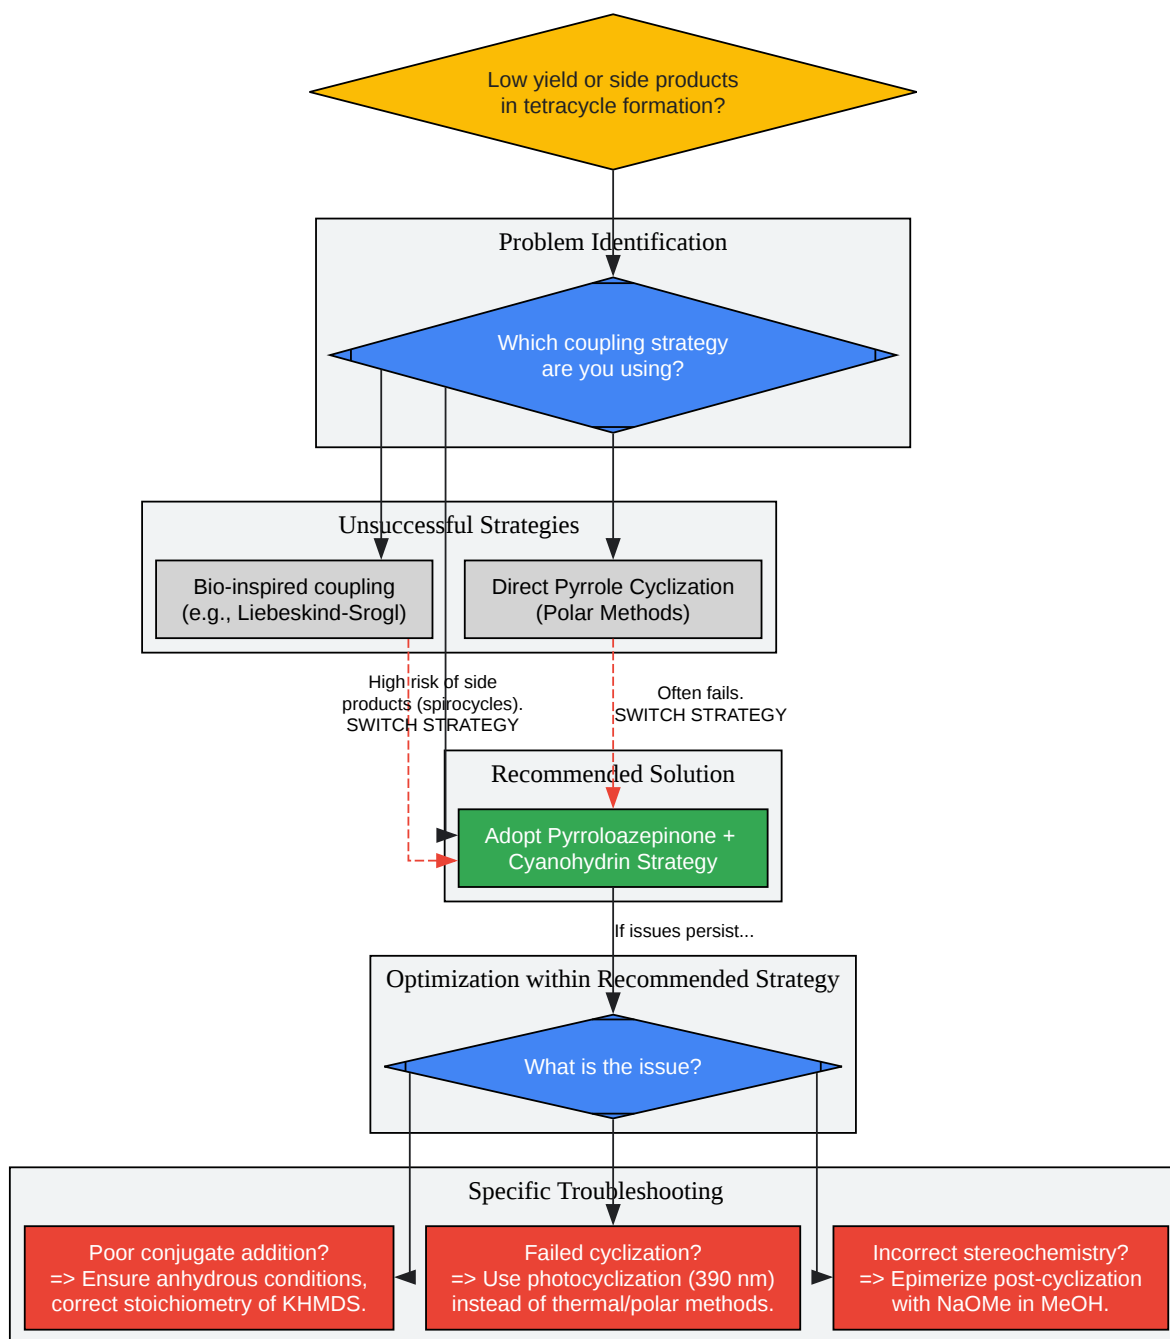 Low yield or side products
in tetracycle formation?
Problem Identification
Which coupling strategy
are you using?
Unsuccessful Strategies
Bio-inspired coupling
(e.g., Liebeskind-Srogl)
Direct Pyrrole Cyclization
(Polar Methods)
High risk of side
products (spirocycles).
SWITCH STRATEGY
Often fails.
SWITCH STRATEGY
Recommended Solution
Adopt Pyrroloazepinone +
Cyanohydrin Strategy
If issues persist...
Optimization within Recommended Strategy
What is the issue?
Specific Troubleshooting
Poor conjugate addition?
=> Ensure anhydrous conditions,
correct stoichiometry of KHMDS.
Failed cyclization?
=> Use photocyclization (390 nm)
instead of thermal/polar methods.
Incorrect stereochemistry?
=> Epimerize post-cyclization
with NaOMe in MeOH.